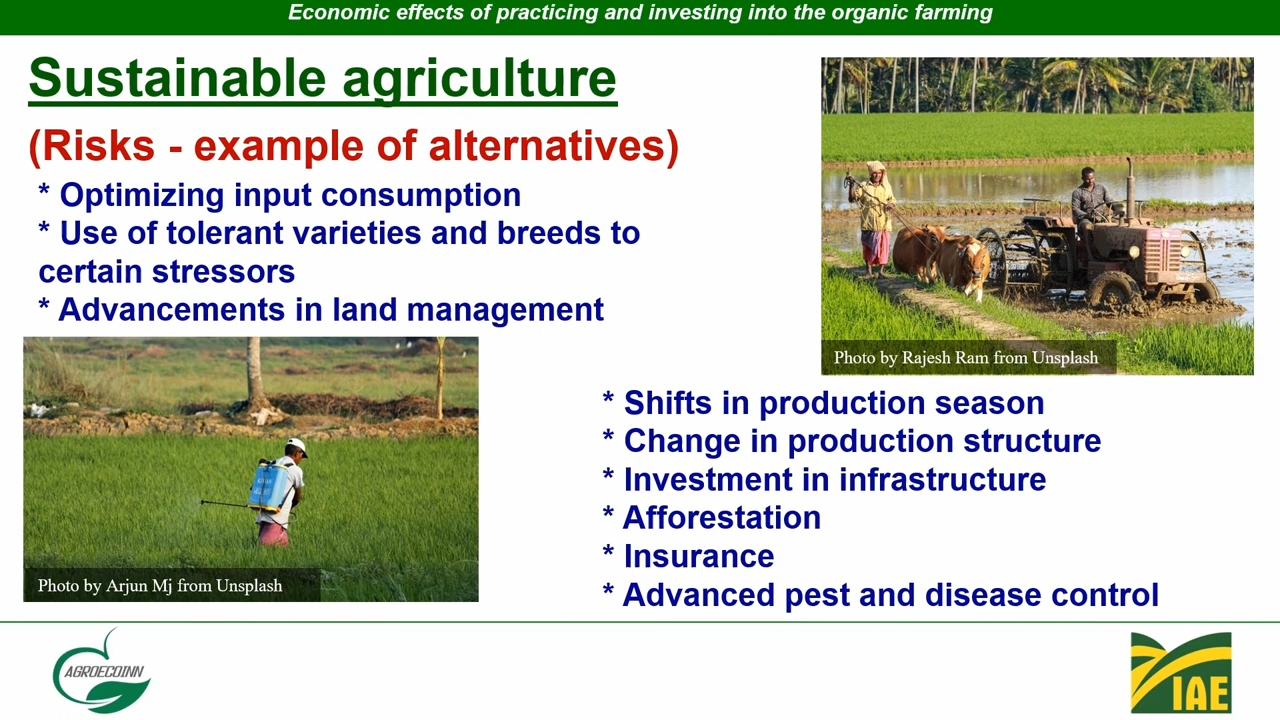 Economic effects of practicing and investing into the organic farming
Sustainable agriculture
(Risks - example of alternatives)
* Optimizing input consumption
* Use of tolerant varieties and breeds to
certain stressors
* Advancements in land management
Photo by Rajesh Ram from Unsplash
* Shifts in production season
* Change in production structure
* Investment in infrastructure
* Afforestation
* Insurance
* Advanced pest and disease control
Photo by Arjun Mj from Unsplash
AGROECOINN
IAE